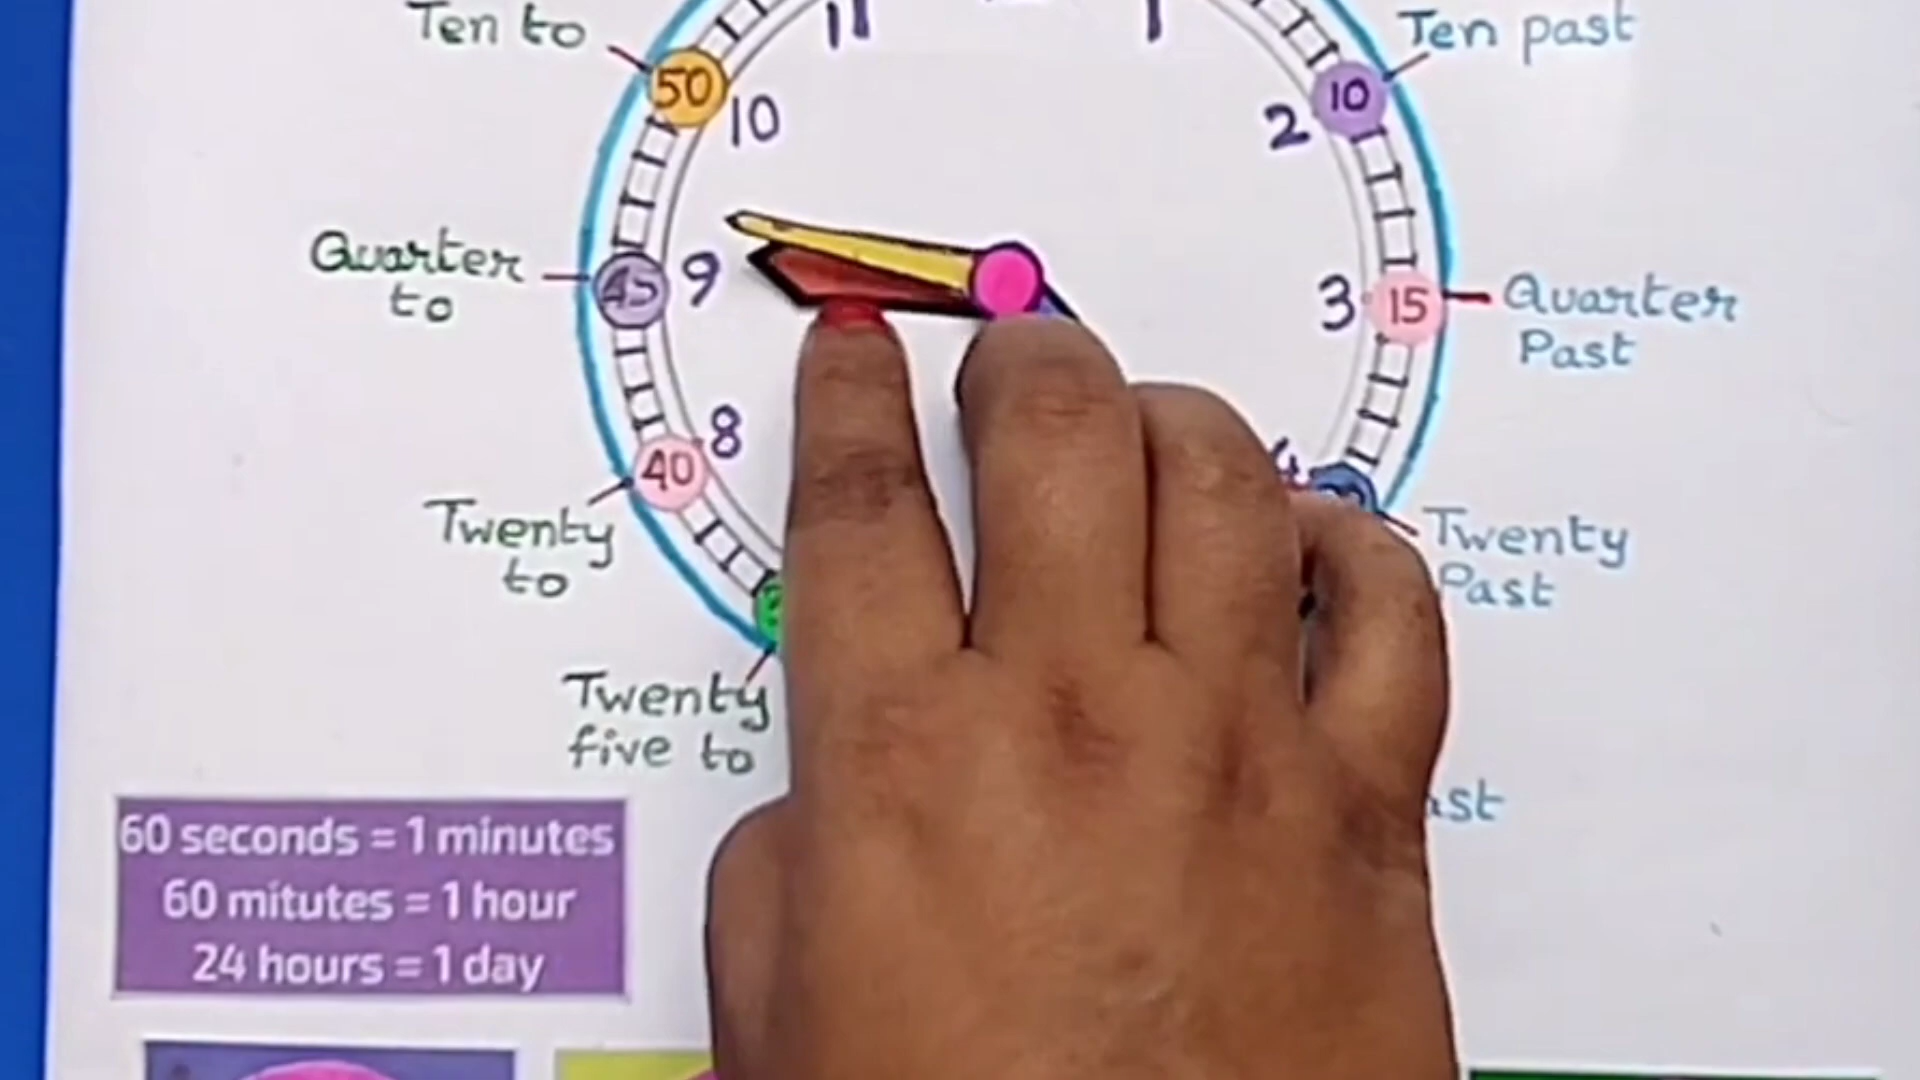 Ten to
11
1
Ten past
50
10
10
2
Quarter
to
45
9
3
15
Quarter
Past
8
40
4
Twenty
to
Twenty
Past
Twenty
five to
60 seconds = 1 minutes
60 mitutes = 1 hour
24 hours = 1 day